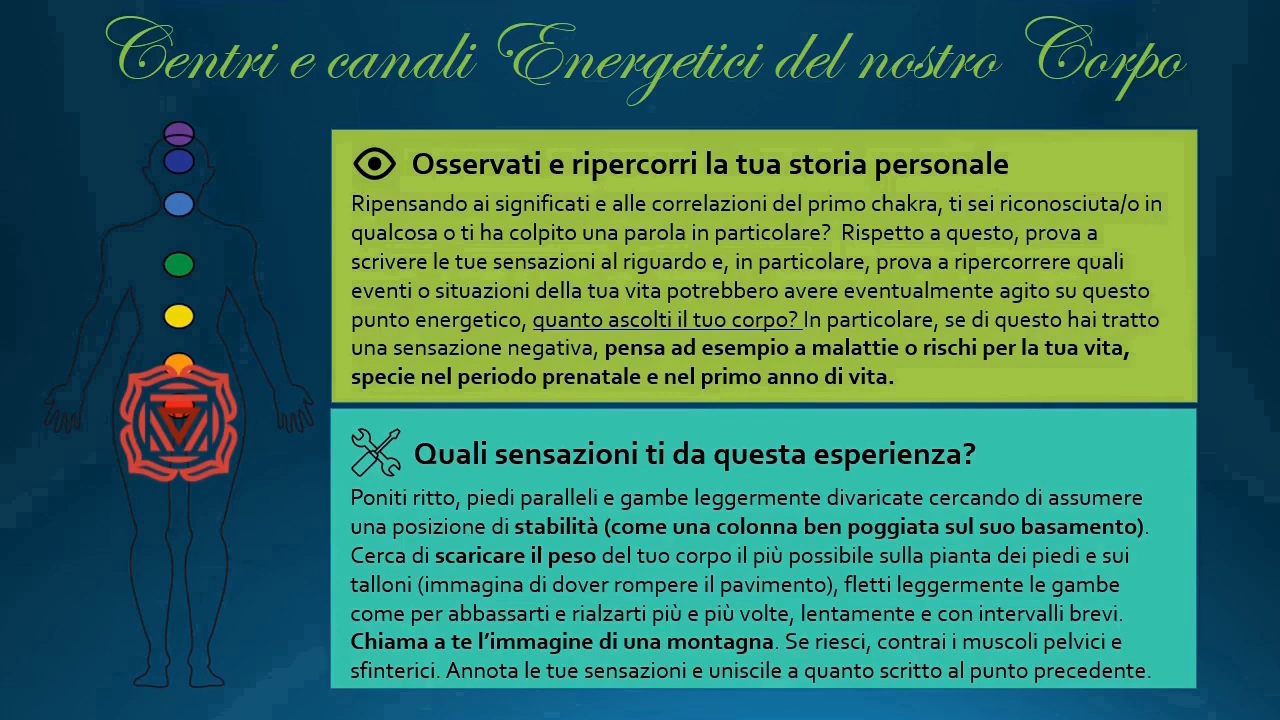 Centri e canali Energetici del nostro Corpo
Osservati e ripercorri la tua storia personale
Ripensando ai significati e alle correlazioni del primo chakra, ti sei riconosciuta/o in
qualcosa o ti ha colpito una parola in particolare?  Rispetto a questo, prova a
scrivere le tue sensazioni al riguardo e, in particolare, prova a ripercorrere quali
eventi o situazioni della tua vita potrebbero avere eventualmente agito su questo
punto energetico, quanto ascolti il tuo corpo? In particolare, se di questo hai tratto
una sensazione negativa, pensa ad esempio a malattie o rischi per la tua vita,
specie nel periodo prenatale e nel primo anno di vita.
Quali sensazioni ti da questa esperienza?
Poniti ritto, piedi paralleli e gambe leggermente divaricate cercando di assumere
una posizione di stabilità (come una colonna ben poggiata sul suo basamento).
Cerca di scaricare il peso del tuo corpo il più possibile sulla pianta dei piedi e sui
talloni (immagina di dover rompere il pavimento), fletti leggermente le gambe
come per abbassarti e rialzarti più e più volte, lentamente e con intervalli brevi.
Chiama a te l'immagine di una montagna. Se riesci, contrai i muscoli pelvici e
sfinterici. Annota le tue sensazioni e uniscile a quanto scritto al punto precedente.